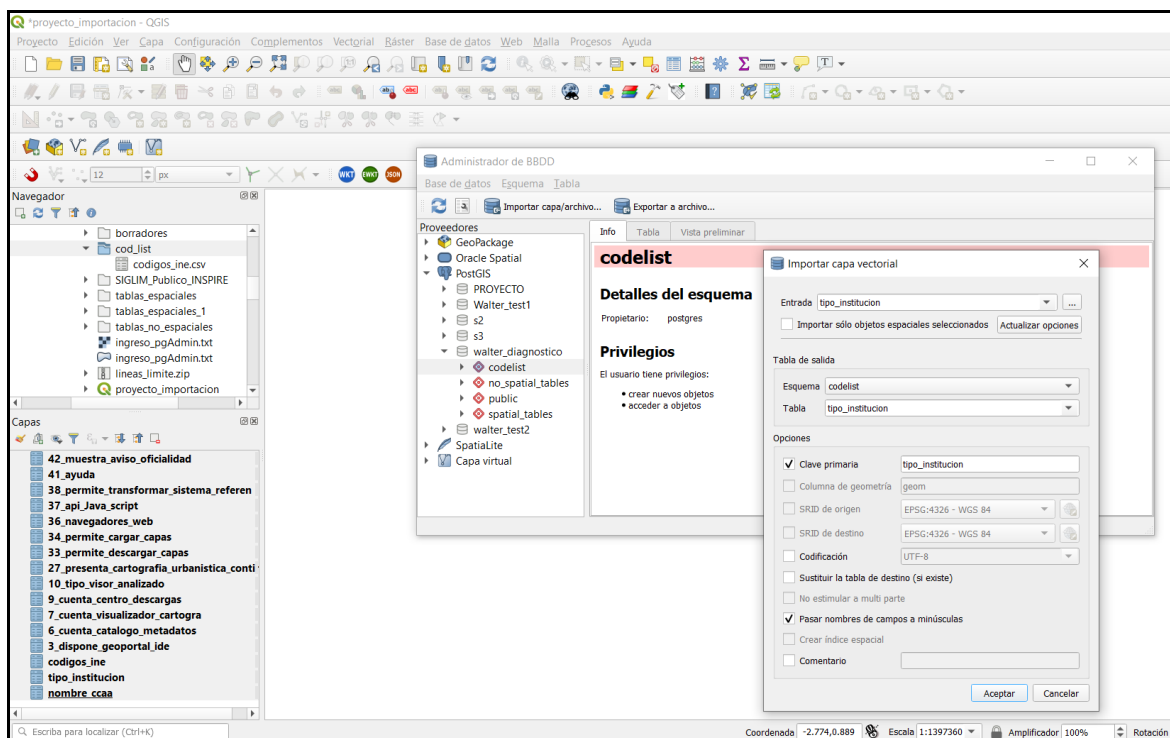 *proyecto_importacion - QGIS
Proyecto Edición Ver Capa Configuración Complementos Vectorial Ráster Base de datos Web Malla Procesos Ayuda
12 px WKT EWKT JSON
Navegador
borradores
cod_list
codigos_ine.csv
SIGLIM_Publico_INSPIRE
tablas_espaciales
tablas_espaciales_1
tablas_no_espaciales
ingreso_pgAdmin.txt
ingreso_pgAdmin.txt
lineas_limite.zip
proyecto_importacion
Capas
42_muestra_aviso_oficialidad
41_ayuda
38_permite_transformar_sistema_referen
37_api_Java_script
36_navegadores_web
34_permite_cargar_capas
33_permite_descargar_capas
27_presenta_cartografia_urbanistica_conti
10_tipo_visor_analizado
9_cuenta_centro_descargas
7_cuenta_visualizador_cartogra
6_cuenta_catalogo_metadatos
3_dispone_geoportal_ide
codigos_ine
tipo_institucion
nombre_ccaa
Administrador de BBDD
Base de datos Esquema Tabla
Importar capa/archivo... Exportar a archivo...
Proveedores
GeoPackage
Oracle Spatial
PostGIS
PROYECTO
Walter_test1
s2
s3
walter_diagnostico
codelist
no_spatial_tables
public
spatial_tables
walter_test2
SpatiaLite
Capa virtual
Info Tabla Vista preliminar
codelist
Detalles del esquema
Propietario: postgres
Privilegios
El usuario tiene privilegios:
• crear nuevos objetos
• acceder a objetos
Importar capa vectorial
Entrada tipo_institucion ...
Importar sólo objetos espaciales seleccionados Actualizar opciones
Tabla de salida
Esquema codelist
Tabla tipo_institucion
Opciones
Clave primaria tipo_institucion
Columna de geometría geom
SRID de origen EPSG:4326 - WGS 84
SRID de destino EPSG:4326 - WGS 84
Codificación UTF-8
Sustituir la tabla de destino (si existe)
No estimular a multi parte
Pasar nombres de campos a minúsculas
Crear índice espacial
Comentario
Aceptar Cancelar
Escriba para localizar (Ctrl+K) Coordenada -2.774,0.889 Escala 1:1397360 Amplificador 100% Rotación